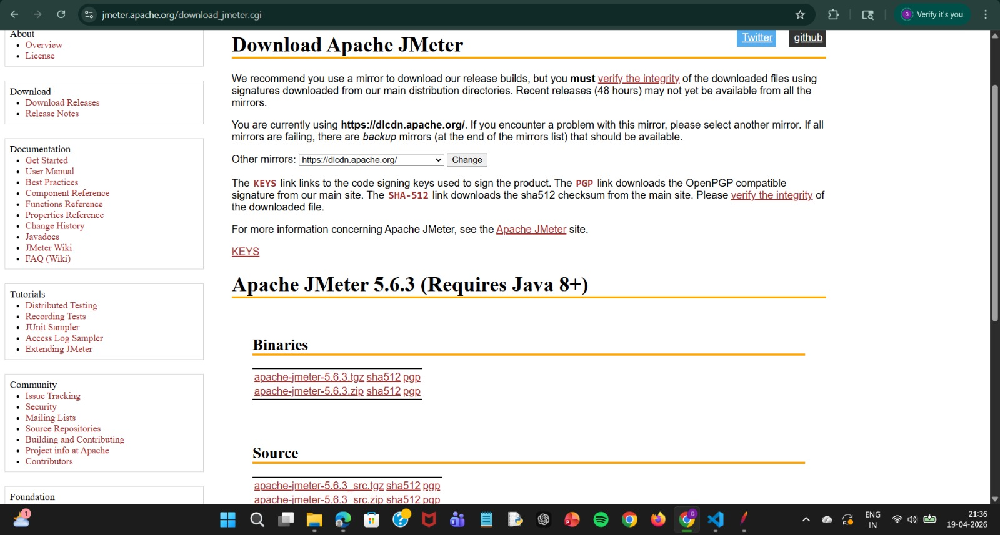 jmeter.apache.org/download_jmeter.cgi
G
Verify it's you
About
Overview
License
Download
Download Releases
Release Notes
Documentation
Get Started
User Manual
Best Practices
Component Reference
Functions Reference
Properties Reference
Change History
Javadocs
JMeter Wiki
FAQ (Wiki)
Tutorials
Distributed Testing
Recording Tests
JUnit Sampler
Access Log Sampler
Extending JMeter
Community
Issue Tracking
Security
Mailing Lists
Source Repositories
Building and Contributing
Project info at Apache
Contributors
Foundation
Twitter github
Download Apache JMeter
We recommend you use a mirror to download our release builds, but you must verify the integrity of the downloaded files using
signatures downloaded from our main distribution directories. Recent releases (48 hours) may not yet be available from all the
mirrors.
You are currently using https://dlcdn.apache.org/. If you encounter a problem with this mirror, please select another mirror. If all
mirrors are failing, there are backup mirrors (at the end of the mirrors list) that should be available.
Other mirrors: https://dlcdn.apache.org/ Change
The KEYS link links to the code signing keys used to sign the product. The PGP link downloads the OpenPGP compatible
signature from our main site. The SHA-512 link downloads the sha512 checksum from the main site. Please verify the integrity of
the downloaded file.
For more information concerning Apache JMeter, see the Apache JMeter site.
KEYS
Apache JMeter 5.6.3 (Requires Java 8+)
Binaries
apache-jmeter-5.6.3.tgz sha512 pgp
apache-jmeter-5.6.3.zip sha512 pgp
Source
apache-jmeter-5.6.3_src.tgz sha512 pgp
apache-jmeter-5.6.3_src.zip sha512 pgp
1
ENG
IN
21:36
19-04-2026